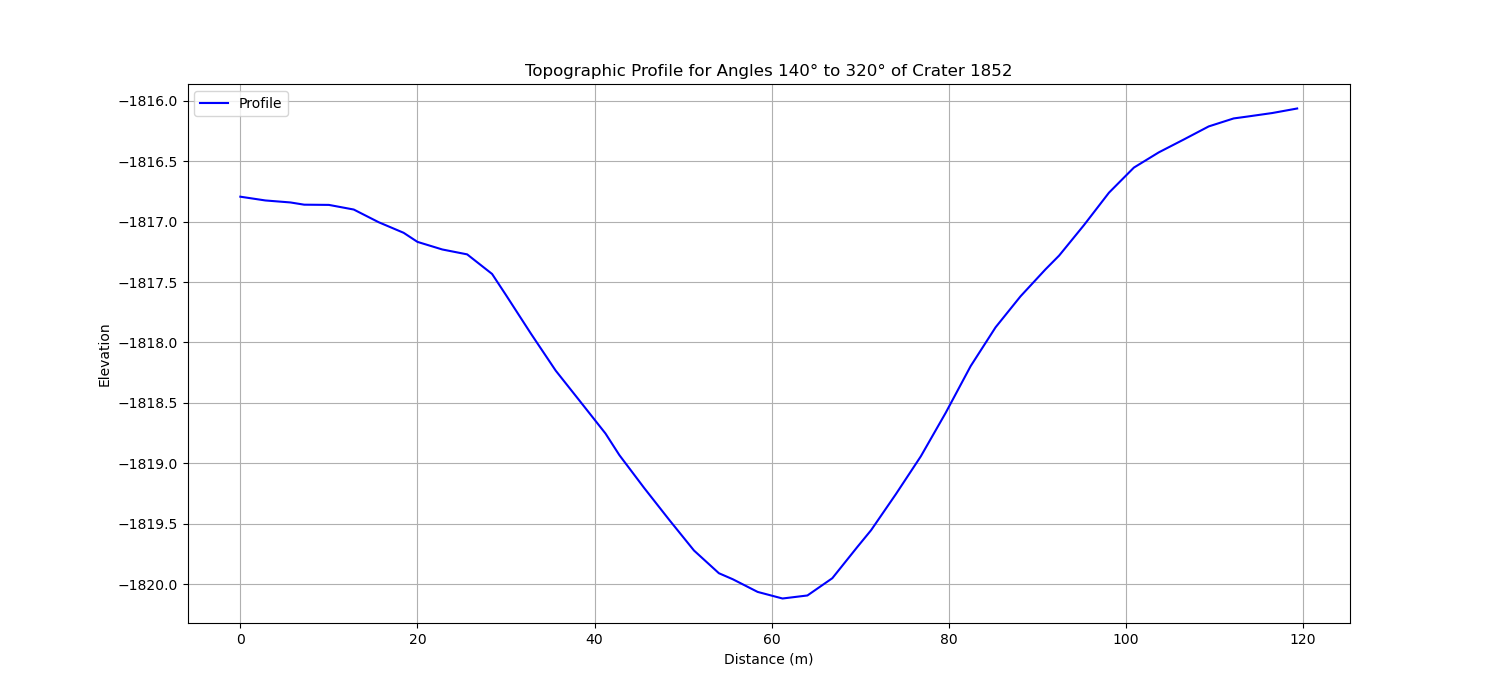 Topographic Profile for Angles 140° to 320° of Crater 1852
Profile
−1816.0
−1816.5
−1817.0
−1817.5
−1818.0
−1818.5
−1819.0
−1819.5
−1820.0
Elevation
0 20 40 60 80 100 120
Distance (m)